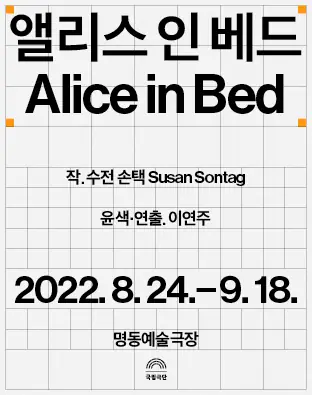 앨리스 인 베드
Alice in Bed
작. 수전 손택 Susan Sontag
윤색·연출. 이연주
2022. 8. 24.–9. 18.
명동예술극장
국립극단